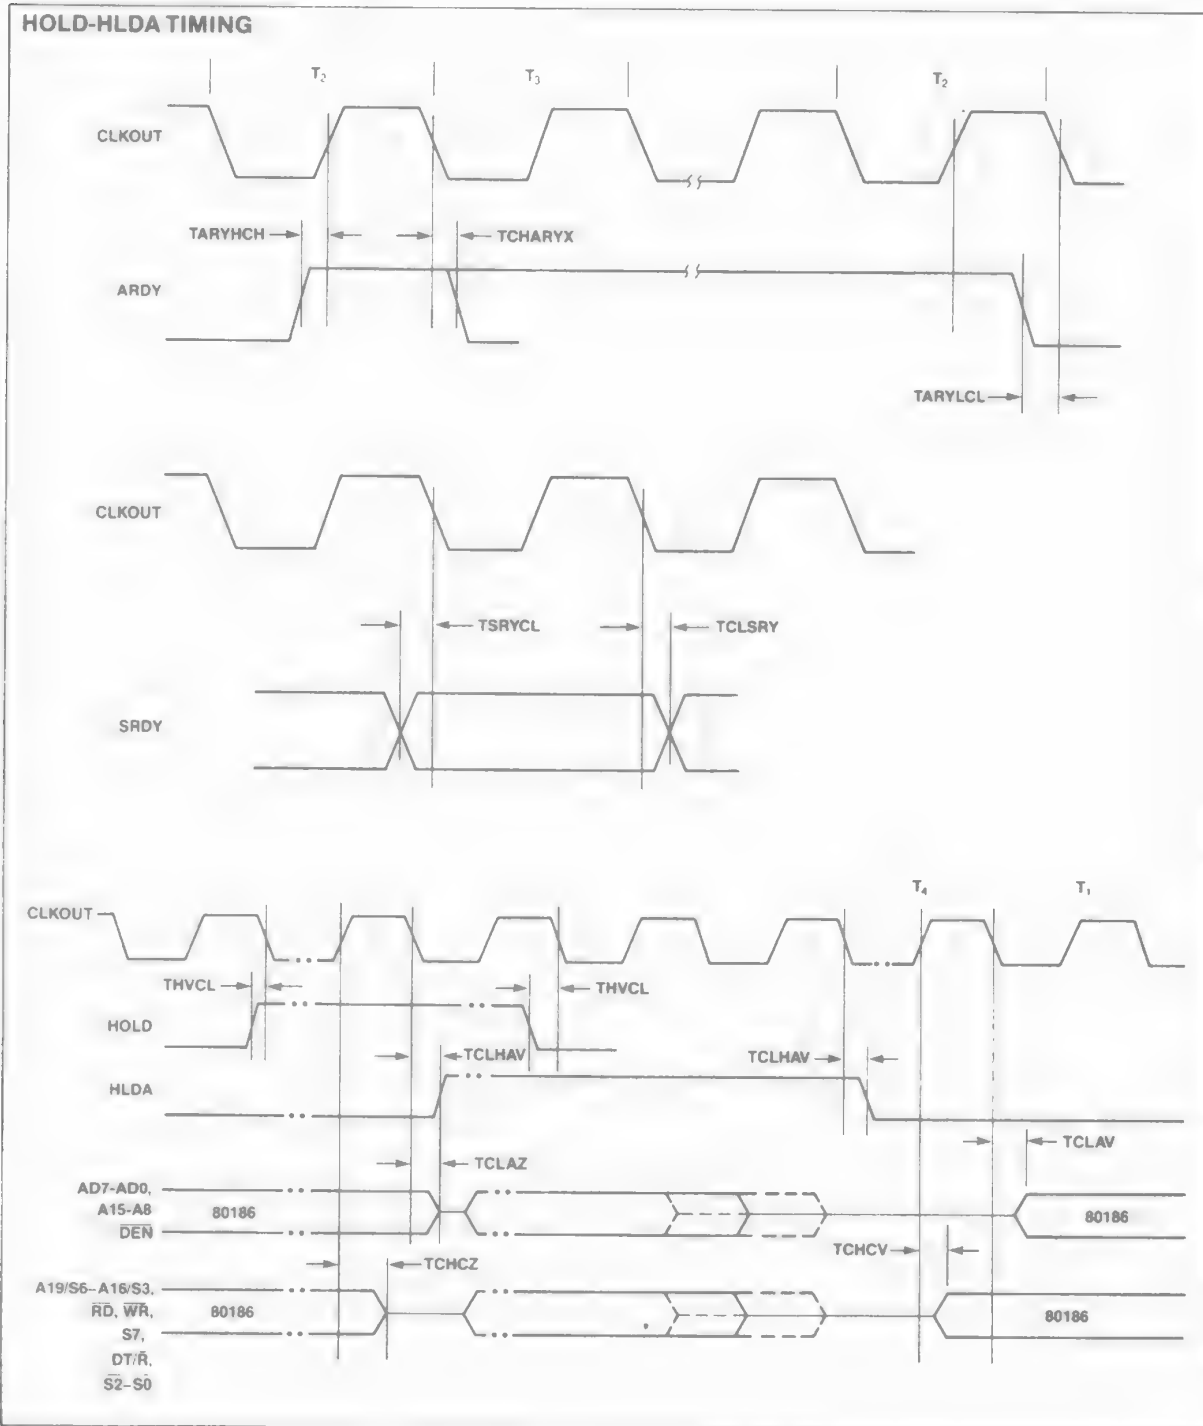 HOLD-HLDA TIMING
T2 T3 T2
CLKOUT
TARYHCH TCHARYX
ARDY
TARYLCL
CLKOUT
TSRYCL TCLSRY
SRDY
T4 T1
CLKOUT
THVCL THVCL
HOLD
TCLHAV TCLHAV
HLDA
TCLAV
TCLAZ
AD7-AD0,
A15-A8 80186 80186
DEN
TCHCV
TCHCZ
A19/S6–A16/S3,
RD, WR, 80186 80186
S7,
DT/R,
S2–S0